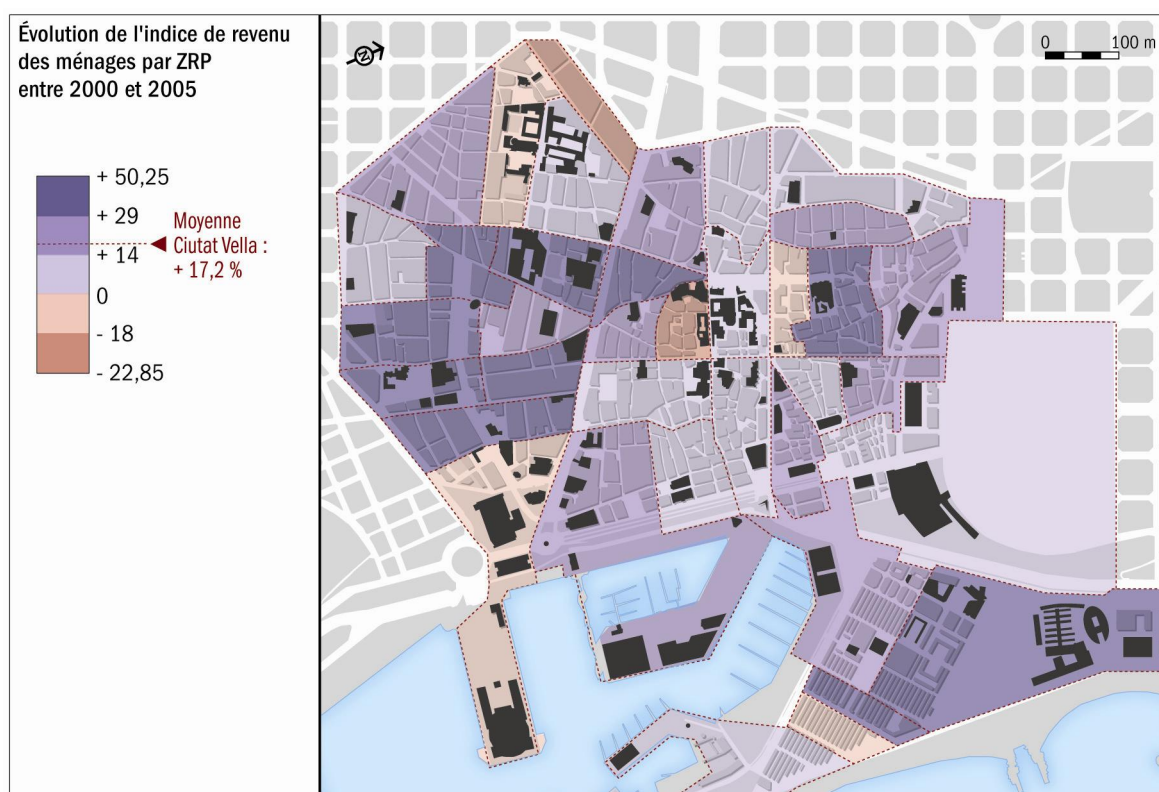 Évolution de l'indice de revenu
des ménages par ZRP
entre 2000 et 2005
+ 50,25
+ 29
+ 14
0
- 18
- 22,85
Moyenne
Ciutat Vella :
+ 17,2 %
N
0 100 m